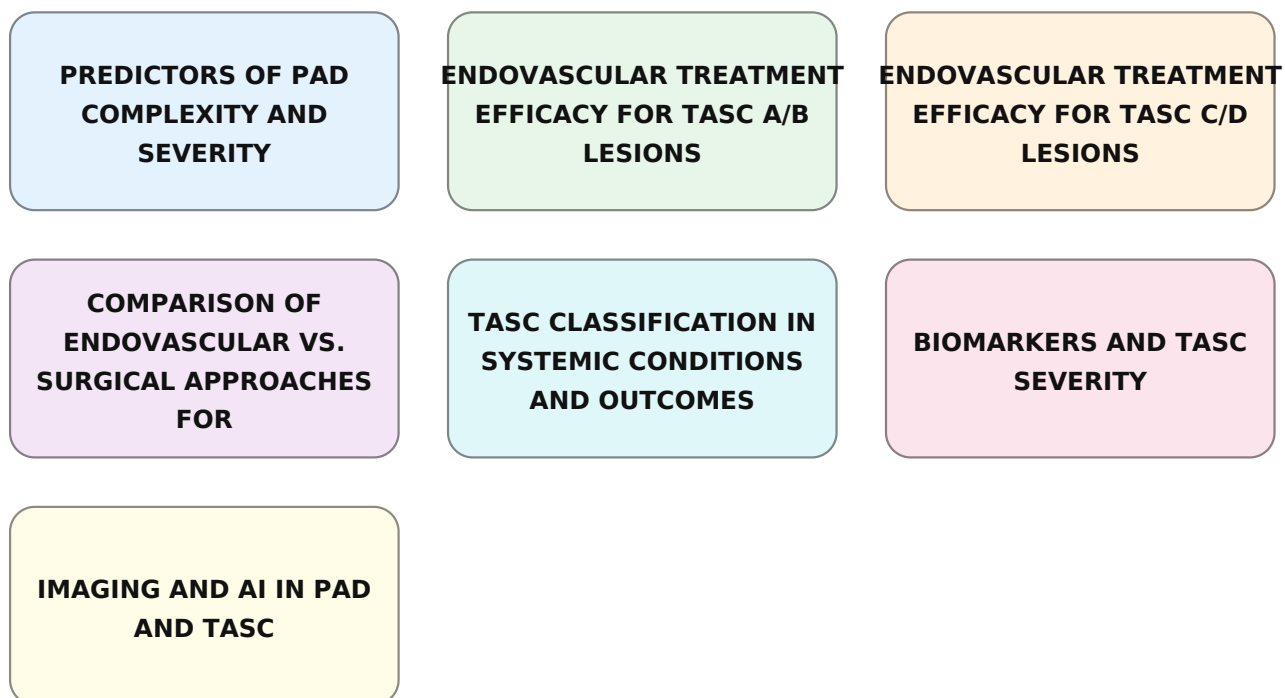 PREDICTORS OF PAD
COMPLEXITY AND
SEVERITY
ENDOVASCULAR TREATMENT
EFFICACY FOR TASC A/B
LESIONS
ENDOVASCULAR TREATMENT
EFFICACY FOR TASC C/D
LESIONS
COMPARISON OF
ENDOVASCULAR VS.
SURGICAL APPROACHES
FOR
TASC CLASSIFICATION IN
SYSTEMIC CONDITIONS
AND OUTCOMES
BIOMARKERS AND TASC
SEVERITY
IMAGING AND AI IN PAD
AND TASC